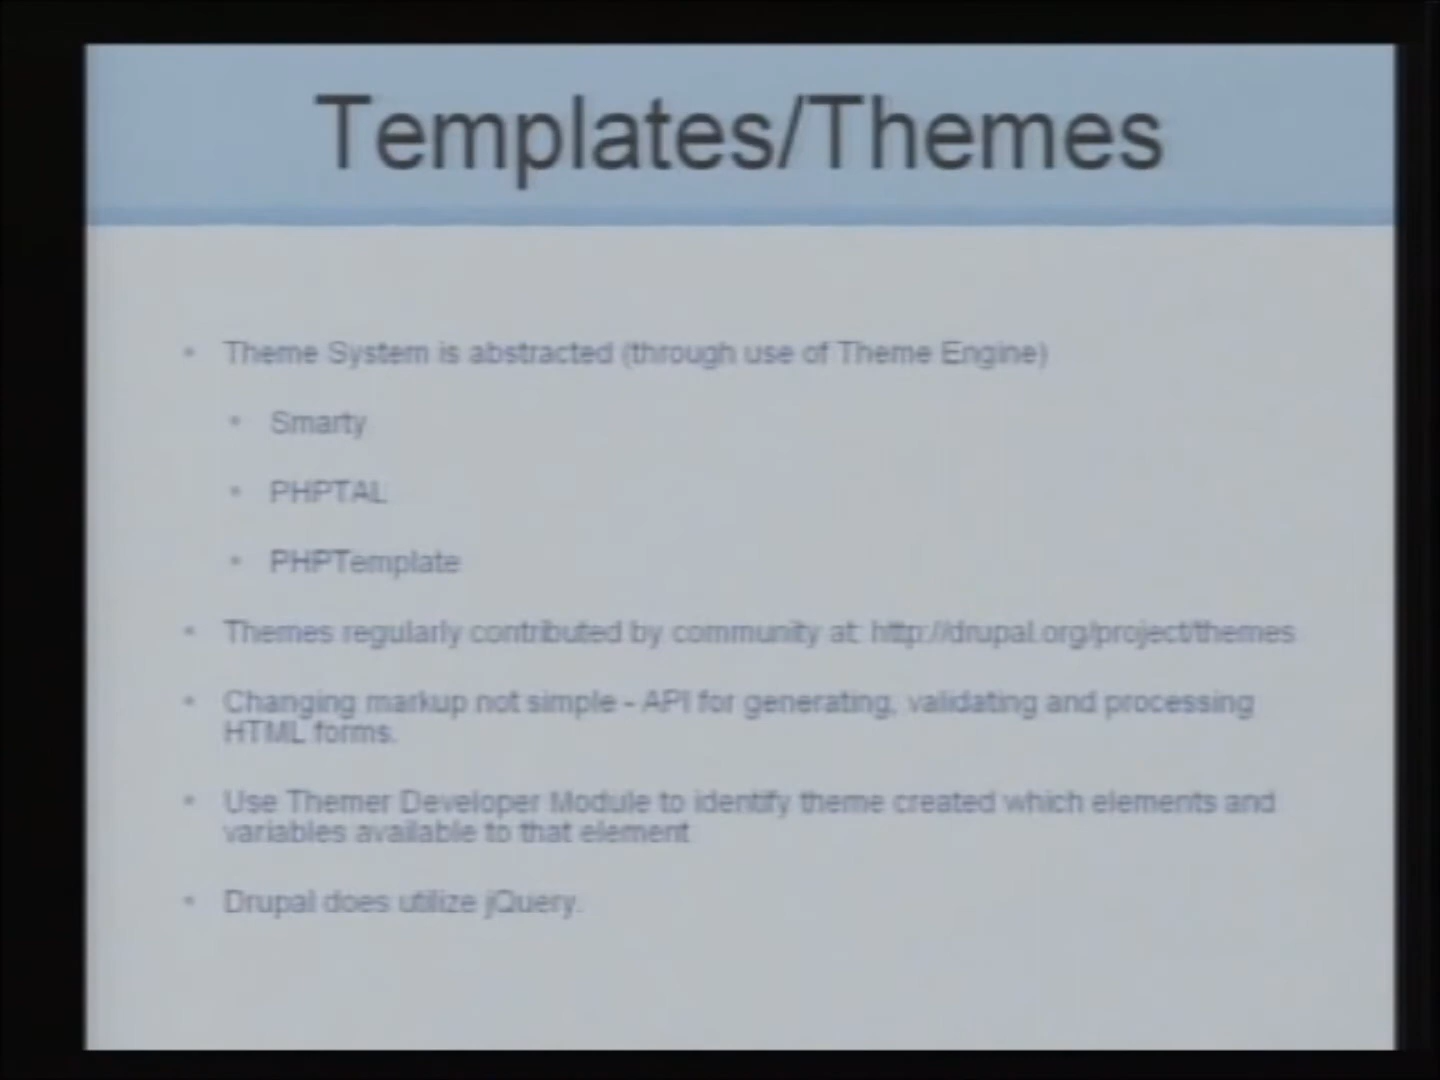 Templates/Themes
• Theme System is abstracted (through use of Theme Engine)
• Smarty
• PHPTAL
• PHPTemplate
• Themes regularly contributed by community at: http://drupal.org/project/themes
• Changing markup not simple - API for generating, validating and processing
HTML forms.
• Use Themer Developer Module to identify theme created which elements and
variables available to that element
• Drupal does utilize jQuery.